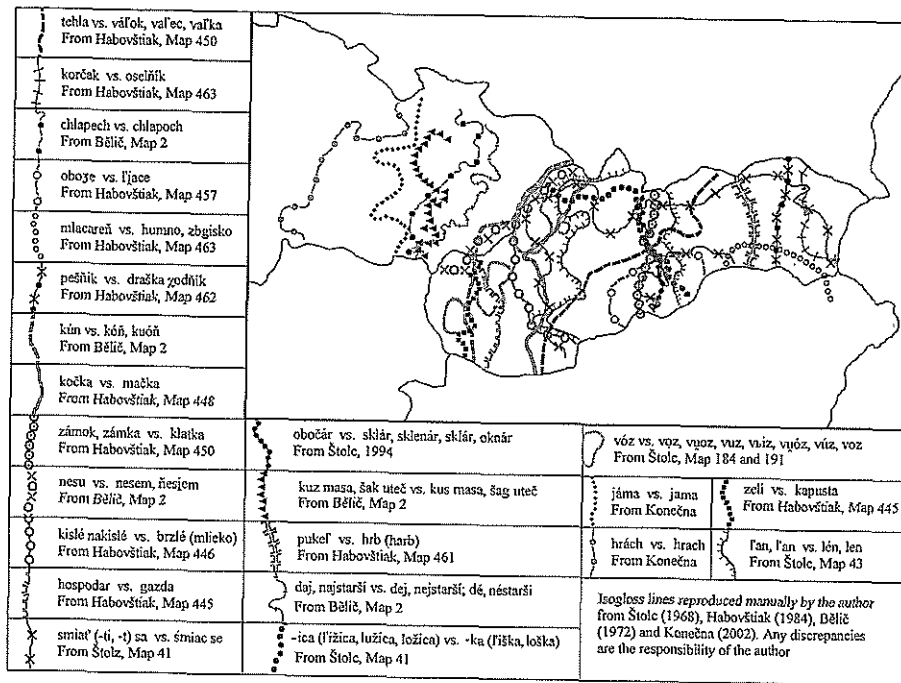 tehla vs. váľok, vaľec, vaľka
From Habovštiak, Map 450
korčak vs. oselňik
From Habovštiak, Map 463
chlapech vs. chlapoch
From Bělič, Map 2
oboʒe vs. ľjace
From Habovštiak, Map 457
mlacareň vs. humno, zbgisko
From Habovštiak, Map 463
pešňik vs. draška χodňik
From Habovštiak, Map 462
kún vs. kóň, kuóň
From Bělič, Map 2
kočka vs. mačka
From Habovštiak, Map 448
zámok, zámka vs. klatka
From Habovštiak, Map 450
nesu vs. nesem, ňesjem
From Bělič, Map 2
kislé nakislé vs. brzlé (mlieko)
From Habovštiak, Map 446
hospodar vs. gazda
From Habovštiak, Map 445
smiať (-ti, -t) sa vs. śmiac se
From Štolz, Map 41
obočár vs. sklár, sklenár, sklár, oknár
From Štolc, 1994
kuz masa, šak uteč vs. kus masa, šag uteč
From Bělič, Map 2
pukeľ vs. hrb (harb)
From Habovštiak, Map 461
daj, najstarší vs. dej, nejstarší; dé, néstarši
From Bělič, Map 2
-ica (ľižica, lužica, ložica) vs. -ka (ľiška, loška)
From Štolc, Map 41
vóz vs. vọz, vu̯oz, vuz, vыiz, vu̯óz, vúz, voz
From Štolc, Map 184 and 191
jáma vs. jama
From Konečna
zeli vs. kapusta
From Habovštiak, Map 445
hrách vs. hrach
From Konečna
ľan, l'an vs. lén, len
From Štolc, Map 43
Isogloss lines reproduced manually by the author
from Štolc (1968), Habovštiak (1984), Bělič
(1972) and Konečna (2002). Any discrepancies
are the responsibility of the author